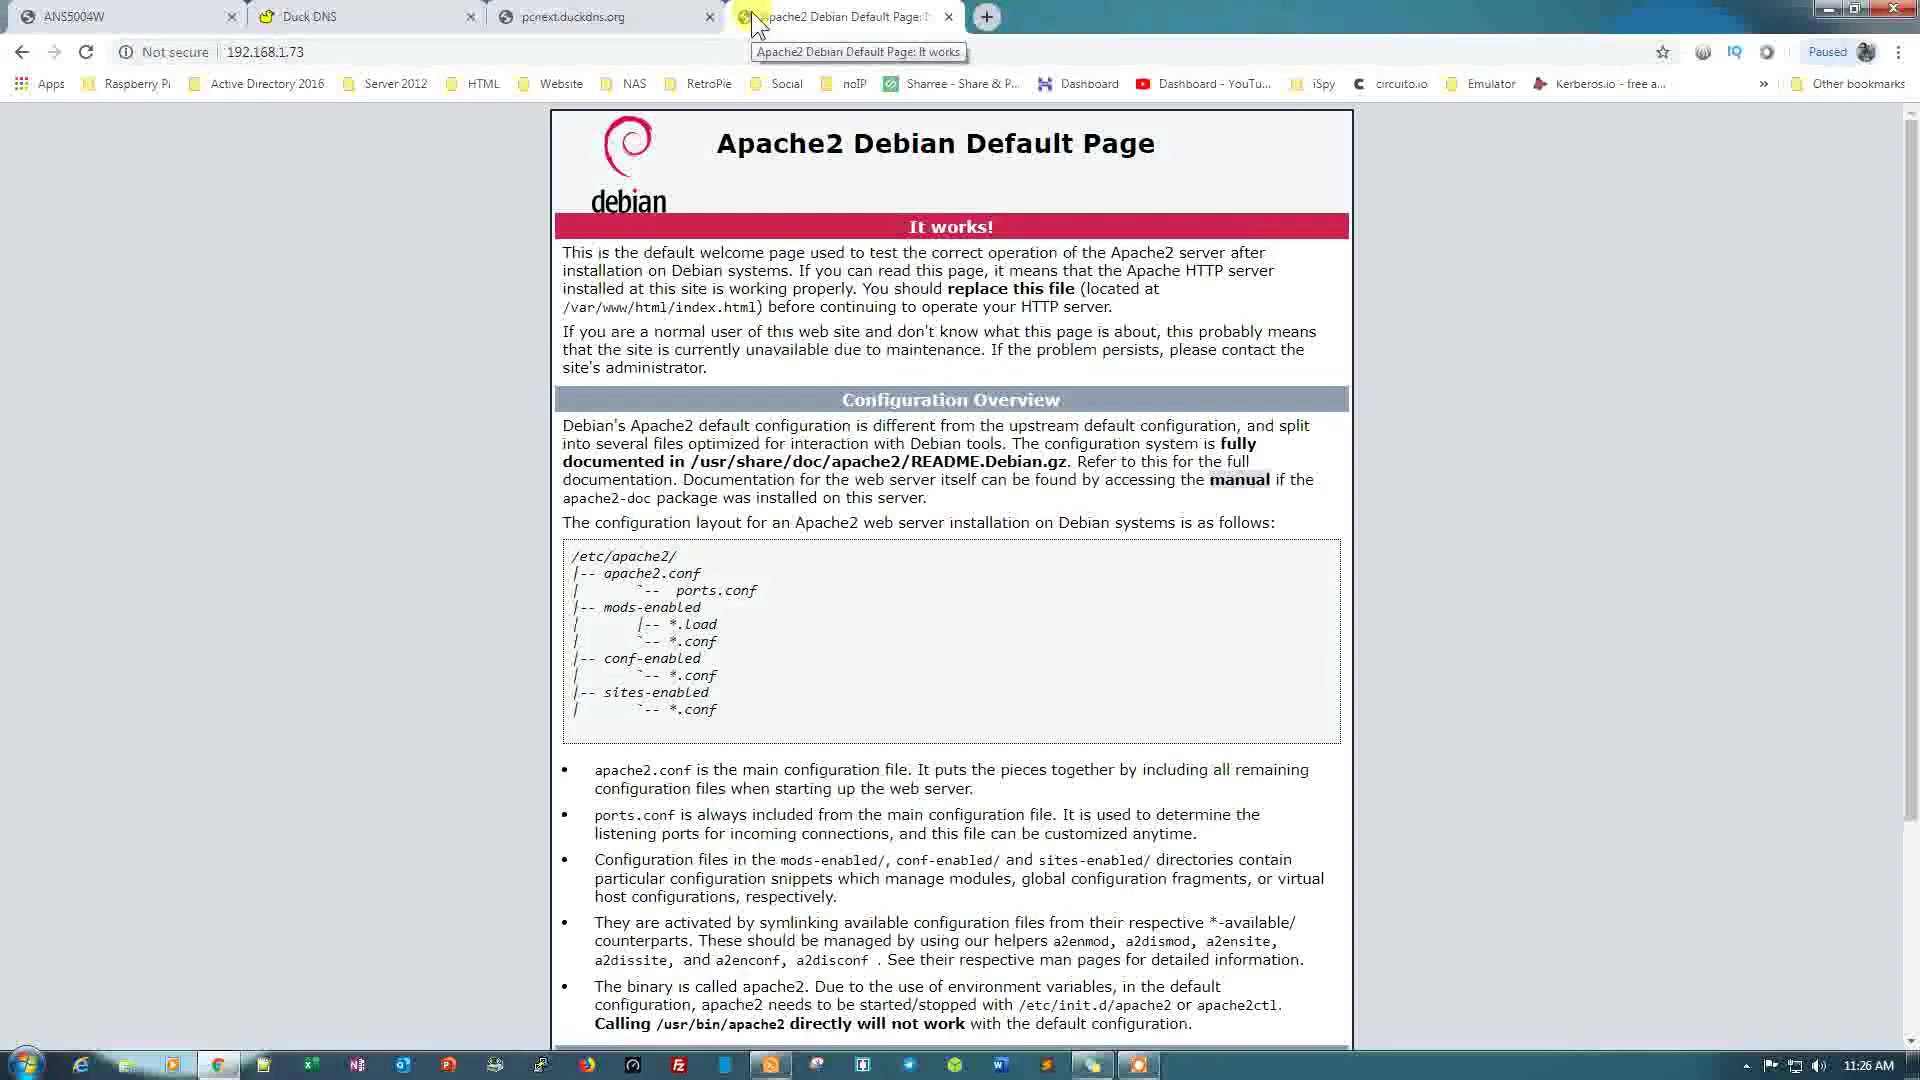 ANS5004W
Duck DNS
pcnext.duckdns.org
Apache2 Debian Default Page: I
Not secure
192.168.1.73
Apache2 Debian Default Page: It works
Paused
Apps
Raspberry Pi
Active Directory 2016
Server 2012
HTML
Website
NAS
RetroPie
Social
noIP
Sharree - Share & P...
Dashboard
Dashboard - YouTu...
iSpy
circuito.io
Emulator
Kerberos.io - free a...
»
Other bookmarks
debian
Apache2 Debian Default Page
It works!
This is the default welcome page used to test the correct operation of the Apache2 server after
installation on Debian systems. If you can read this page, it means that the Apache HTTP server
installed at this site is working properly. You should replace this file (located at
/var/www/html/index.html) before continuing to operate your HTTP server.
If you are a normal user of this web site and don't know what this page is about, this probably means
that the site is currently unavailable due to maintenance. If the problem persists, please contact the
site's administrator.
Configuration Overview
Debian's Apache2 default configuration is different from the upstream default configuration, and split
into several files optimized for interaction with Debian tools. The configuration system is fully
documented in /usr/share/doc/apache2/README.Debian.gz. Refer to this for the full
documentation. Documentation for the web server itself can be found by accessing the manual if the
apache2-doc package was installed on this server.
The configuration layout for an Apache2 web server installation on Debian systems is as follows:
/etc/apache2/
|-- apache2.conf
|       `--  ports.conf
|-- mods-enabled
|       |-- *.load
|       `-- *.conf
|-- conf-enabled
|       `-- *.conf
|-- sites-enabled
|       `-- *.conf
• apache2.conf is the main configuration file. It puts the pieces together by including all remaining
configuration files when starting up the web server.
• ports.conf is always included from the main configuration file. It is used to determine the
listening ports for incoming connections, and this file can be customized anytime.
• Configuration files in the mods-enabled/, conf-enabled/ and sites-enabled/ directories contain
particular configuration snippets which manage modules, global configuration fragments, or virtual
host configurations, respectively.
• They are activated by symlinking available configuration files from their respective *-available/
counterparts. These should be managed by using our helpers a2enmod, a2dismod, a2ensite,
a2dissite, and a2enconf, a2disconf . See their respective man pages for detailed information.
• The binary is called apache2. Due to the use of environment variables, in the default
configuration, apache2 needs to be started/stopped with /etc/init.d/apache2 or apache2ctl.
Calling /usr/bin/apache2 directly will not work with the default configuration.
11:26 AM